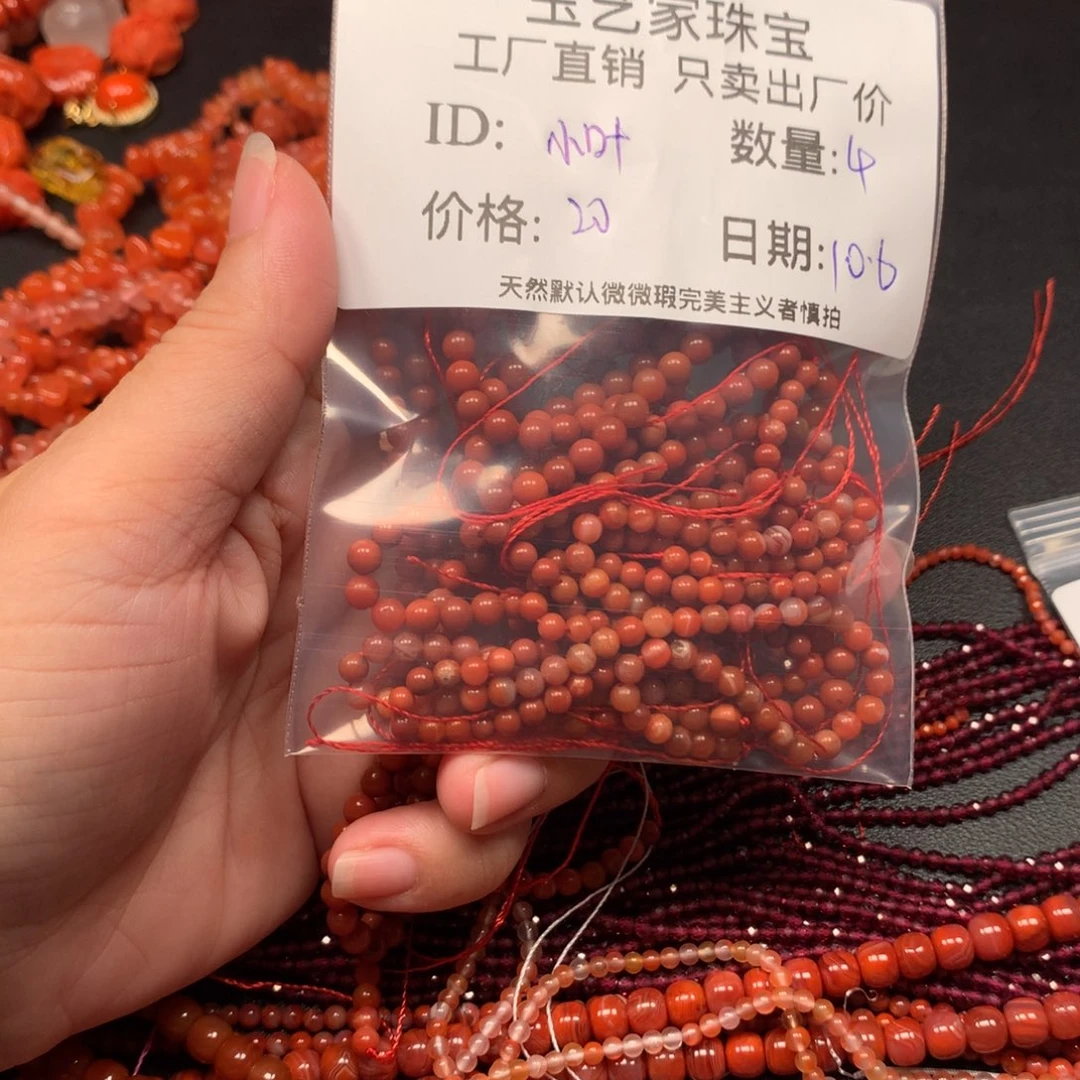 玉艺家珠宝
工厂直销 只卖出厂价
ID: 小叶 数量:4
价格: 20 日期:10.6
天然默认微微瑕完美主义者慎拍